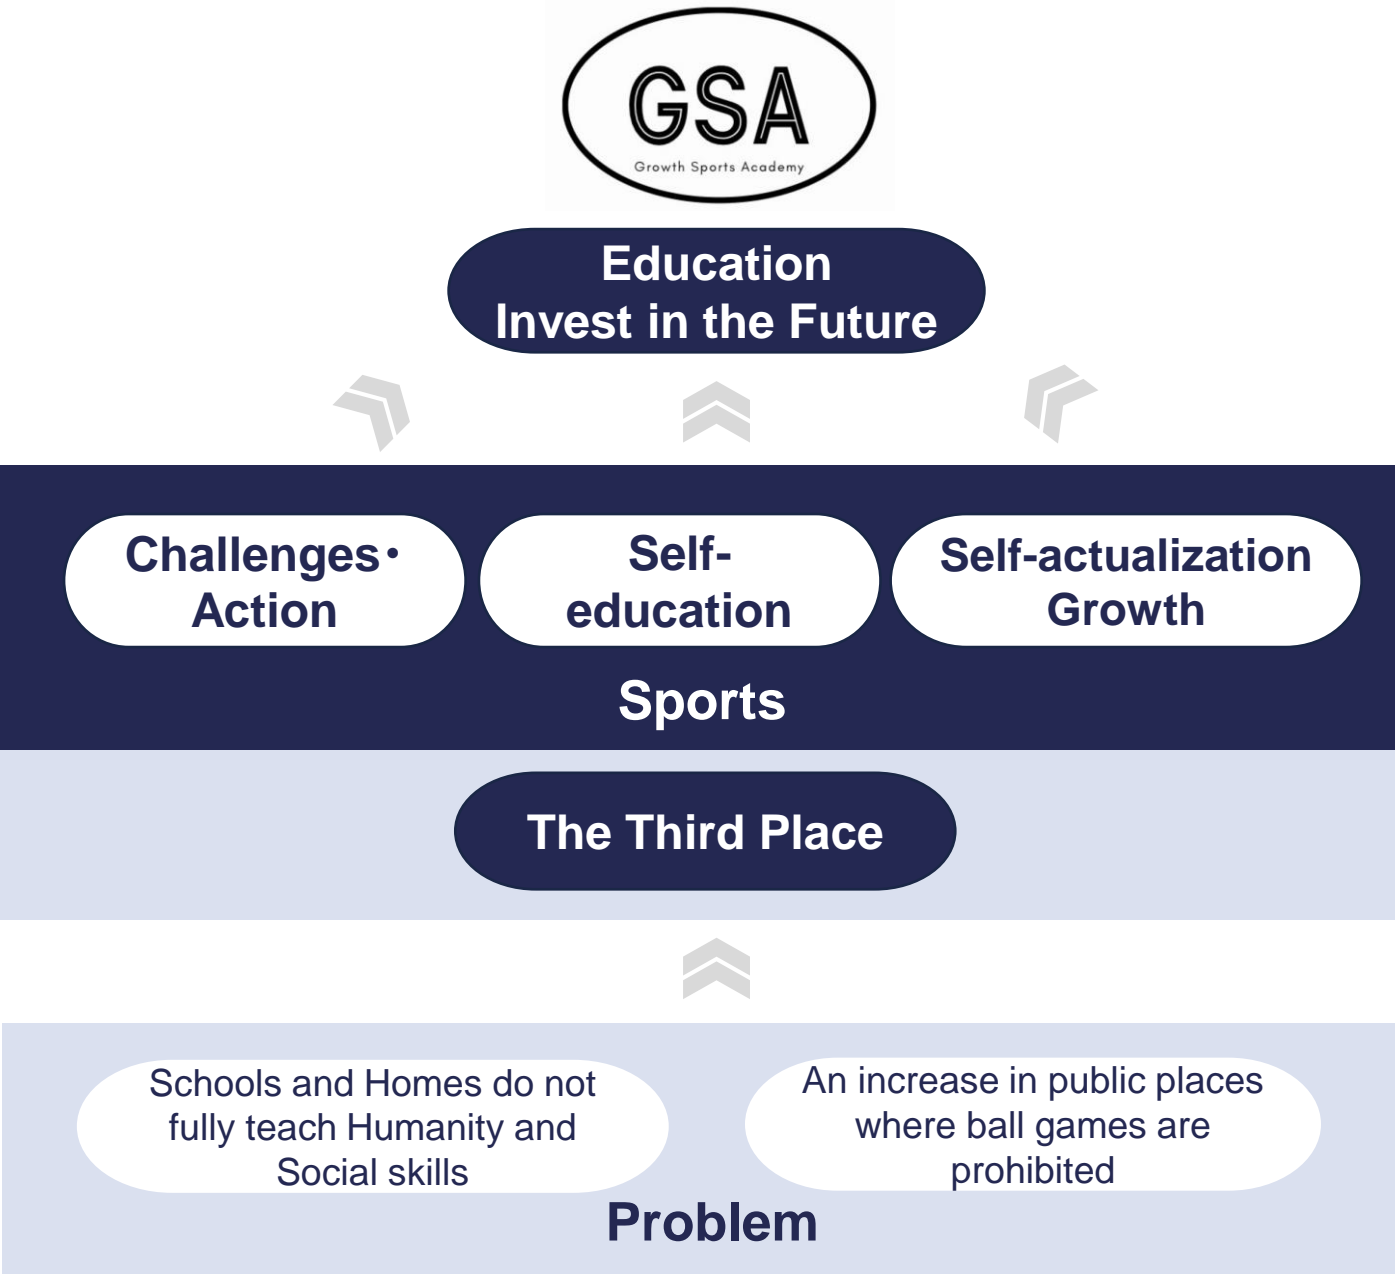 GSA
Growth Sports Academy
Education
Invest in the Future
Challenges・
Action
Self-
education
Self-actualization
Growth
Sports
The Third Place
Schools and Homes do not
fully teach Humanity and
Social skills
An increase in public places
where ball games are
prohibited
Problem